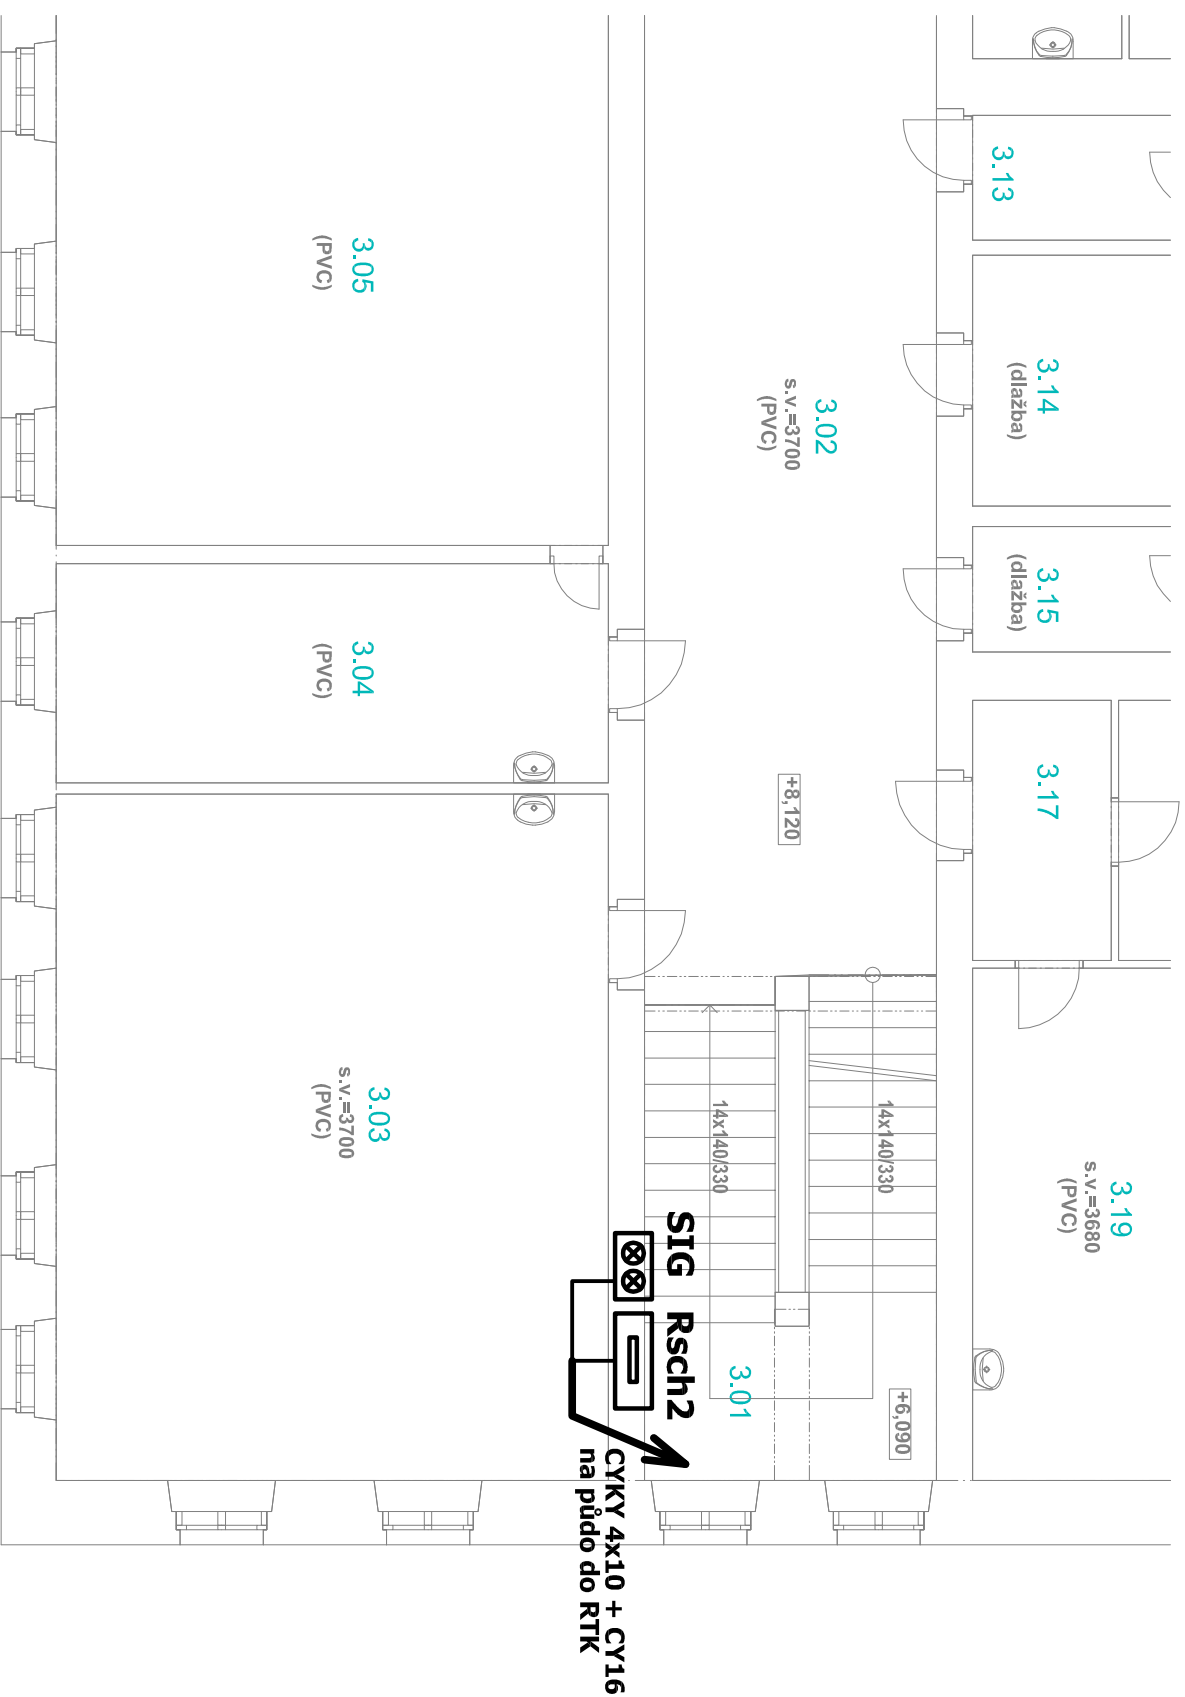 3.13
3.14
(dlažba)
3.15
(dlažba)
3.17
3.19
s.v.=3680
(PVC)
3.02
s.v.=3700
(PVC)
+8,120
14x140/330
14x140/330
+6,090
3.01
3.05
(PVC)
3.04
(PVC)
3.03
s.v.=3700
(PVC)
SIG Rsch2
CYKY 4x10 + CY16
na půdo do RTK